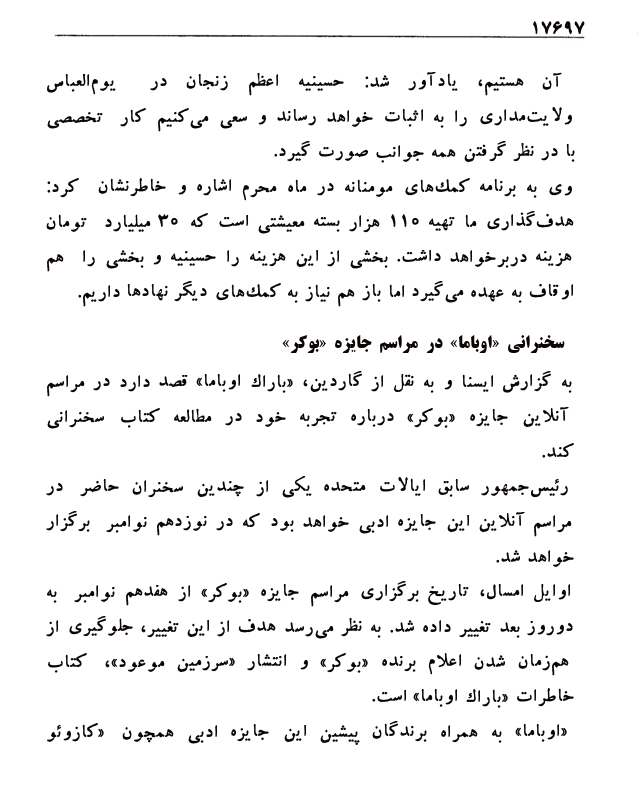 ۱۷۶۹۷
آن هستیم، یادآور شد: حسینیه اعظم زنجان در یوم‌العباس
ولایت‌مداری را به اثبات خواهد رساند و سعی می‌کنیم کار تخصصی
با در نظر گرفتن همه جوانب صورت گیرد.
وی به برنامه کمك‌های مومنانه در ماه محرم اشاره و خاطرنشان کرد:
هدف‌گذاری ما تهیه ۱۱۰ هزار بسته معیشتی است که ۳۰ میلیارد تومان
هزینه دربرخواهد داشت. بخشی از این هزینه را حسینیه و بخشی را هم
اوقاف به عهده می‌گیرد اما باز هم نیاز به کمك‌های دیگر نهادها داریم.
سخنرانی «اوباما» در مراسم جایزه «بوکر»
به گزارش ایسنا و به نقل از گاردین، «باراك اوباما» قصد دارد در مراسم
آنلاین جایزه «بوکر» درباره تجربه خود در مطالعه کتاب سخنرانی
کند.
رئیس‌جمهور سابق ایالات متحده یکی از چندین سخنران حاضر در
مراسم آنلاین این جایزه ادبی خواهد بود که در نوزدهم نوامبر برگزار
خواهد شد.
اوایل امسال، تاریخ برگزاری مراسم جایزه «بوکر» از هفدهم نوامبر به
دوروز بعد تغییر داده شد. به نظر می‌رسد هدف از این تغییر، جلوگیری از
هم‌زمان شدن اعلام برنده «بوکر» و انتشار «سرزمین موعود»، کتاب
خاطرات «باراك اوباما» است.
«اوباما» به همراه برندگان پیشین این جایزه ادبی همچون «کازوئو